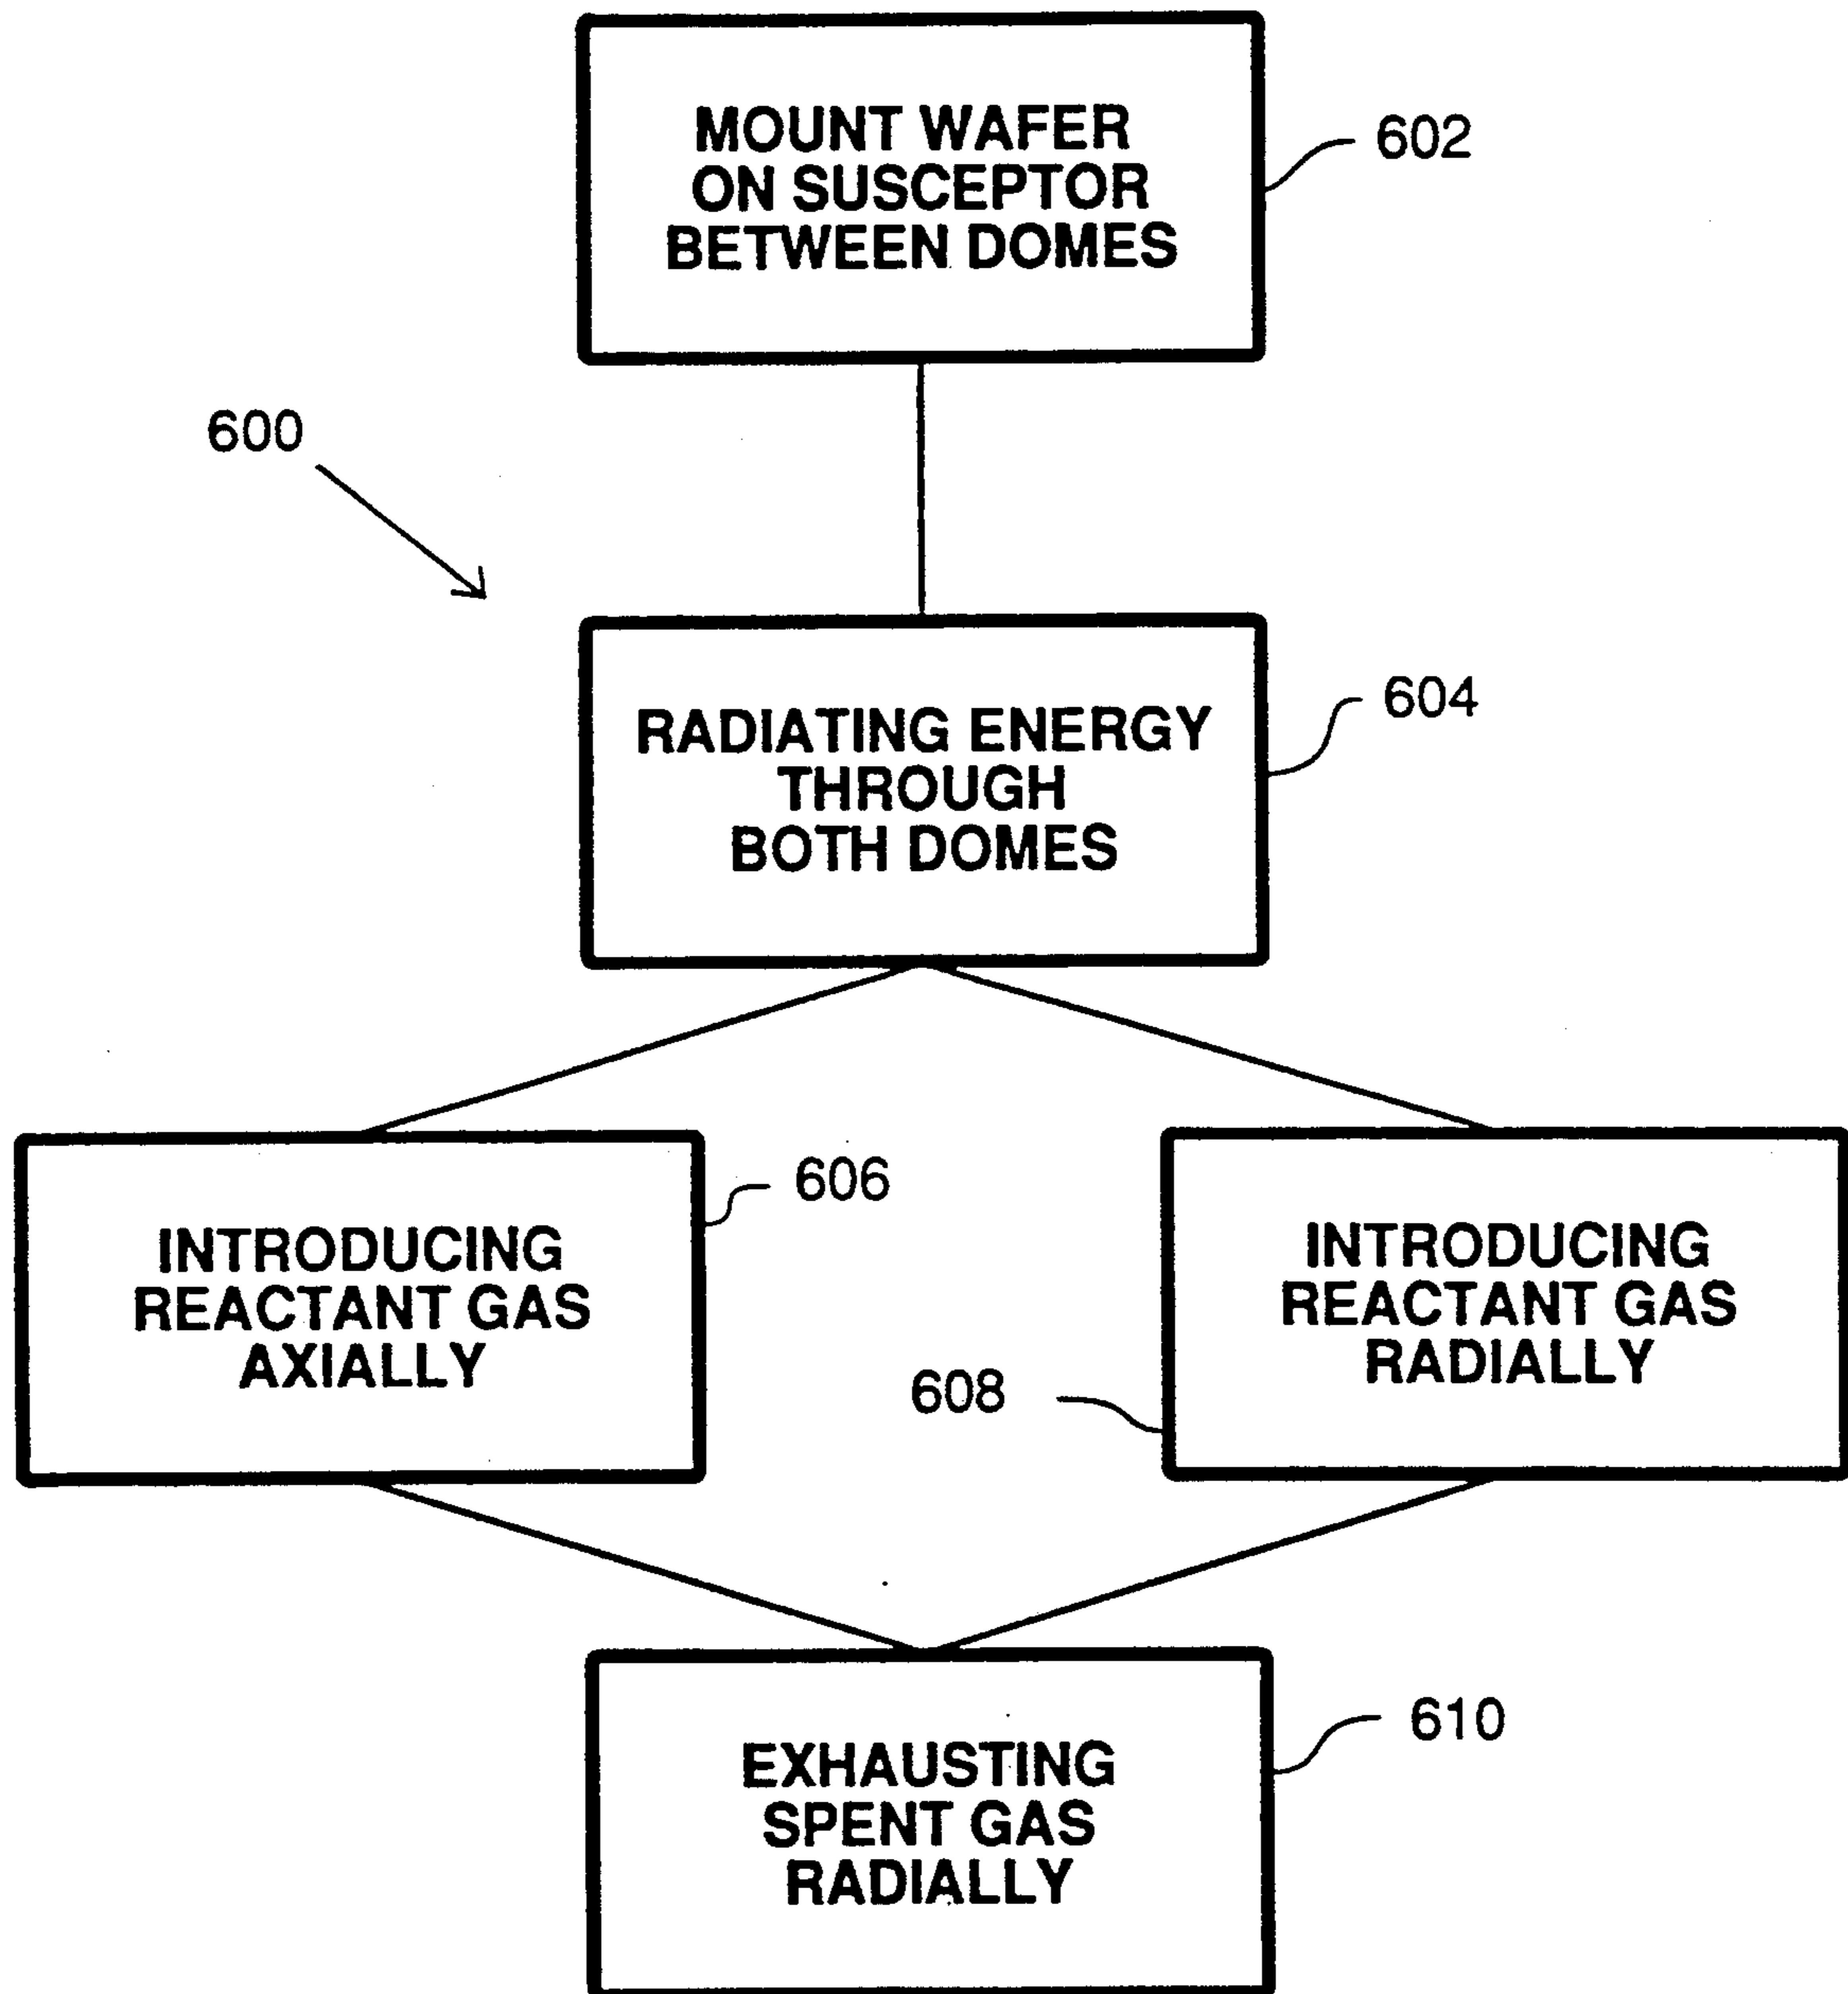 MOUNT WAFER
ON SUSCEPTOR
BETWEEN DOMES
602
600
RADIATING ENERGY
THROUGH
BOTH DOMES
604
INTRODUCING
REACTANT GAS
AXIALLY
606
INTRODUCING
REACTANT GAS
RADIALLY
608
EXHAUSTING
SPENT GAS
RADIALLY
610